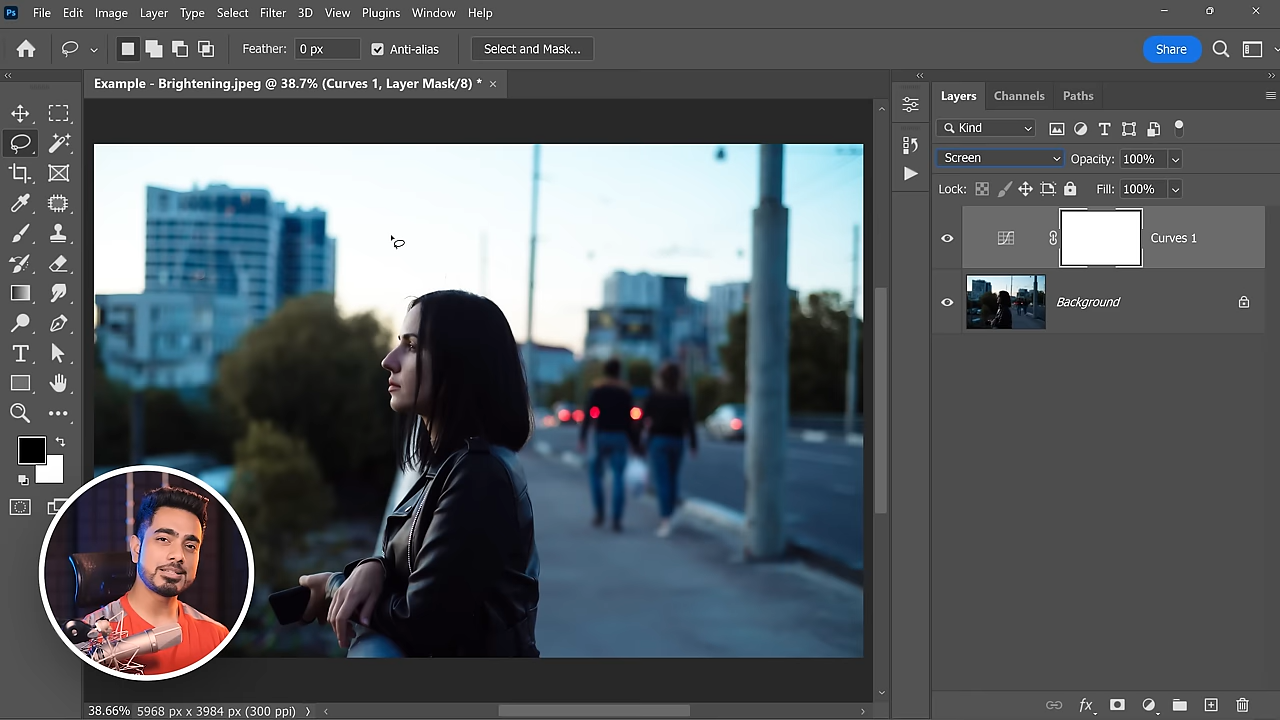 Ps File Edit Image Layer Type Select Filter 3D View Plugins Window Help
Feather: 0 px Anti-alias Select and Mask... Share
Example - Brightening.jpeg @ 38.7% (Curves 1, Layer Mask/8) * ×
Layers Channels Paths
Kind
Screen Opacity: 100%
Lock: Fill: 100%
Curves 1
Background
38.66% 5968 px x 3984 px (300 ppi)
fx